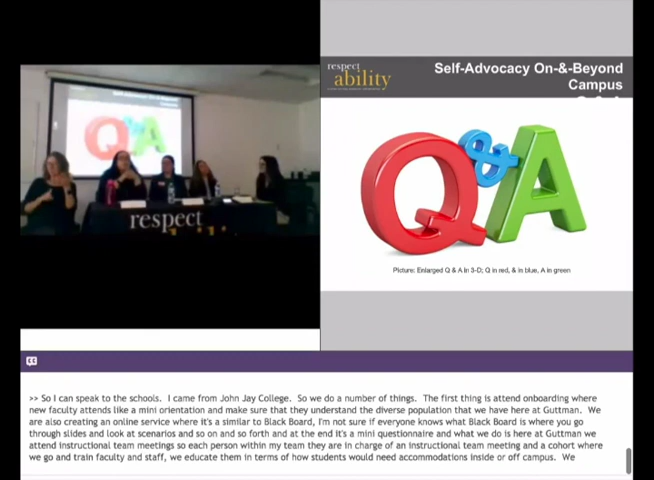 respect
respect
ability
Self-Advocacy On-&-Beyond
Campus
Q & A
Picture: Enlarged Q & A in 3-D; Q in red, & in blue, A in green
>> So I can speak to the schools. I came from John Jay College. So we do a number of things. The first thing is attend onboarding where
new faculty attends like a mini orientation and make sure that they understand the diverse population that we have here at Guttman. We
are also creating an online service where it's a similar to Black Board, I'm not sure if everyone knows what Black Board is where you go
through slides and look at scenarios and so on and so forth and at the end it's a mini questionnaire and what we do is here at Guttman we
attend instructional team meetings so each person within my team they are in charge of an instructional team meeting and a cohort where
we go and train faculty and staff, we educate them in terms of how students would need accommodations inside or off campus. We